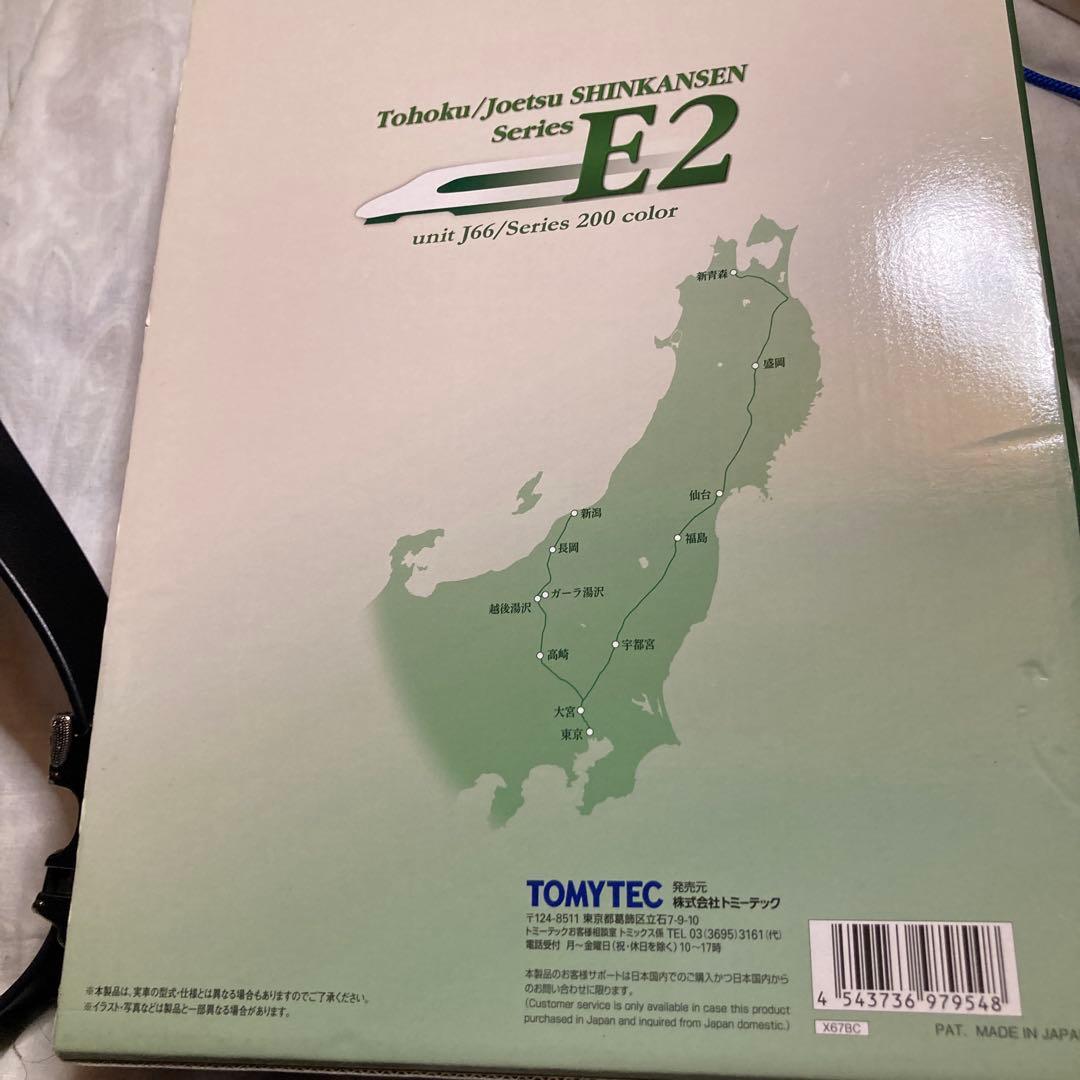 Tohoku/Joetsu SHINKANSEN
Series E2
unit J66/Series 200 color
新青森
盛岡
仙台
新潟
福島
長岡
ガーラ湯沢
越後湯沢
宇都宮
高崎
大宮
東京
TOMYTEC 発売元 株式会社トミーテック
〒124-8511 東京都葛飾区立石7-9-10
トミーテックお客様相談室 トミックス係 TEL 03(3695)3161(代)
電話受付 月～金曜日(祝・休日を除く)10～17時
本製品のお客様サポートは日本国内でのご購入かつ日本国内から
のお問い合わせに限ります。
(Customer service is only available in case this product
purchased in Japan and inquired from Japan domestic.)
※本製品は、実車の型式・仕様とは異なる場合もありますのでご了承ください。
※イラスト・写真などは製品と一部異なる場合があります。
4 543736 979548
X67BC
PAT. MADE IN JAPA